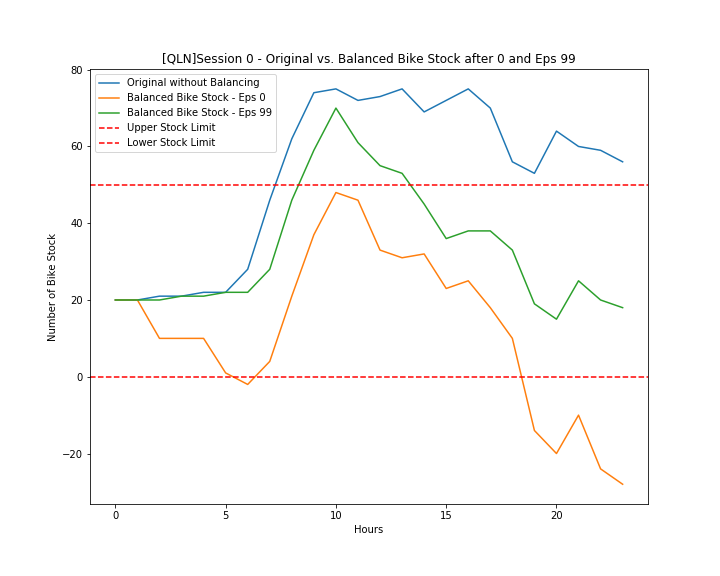 [QLN]Session 0 - Original vs. Balanced Bike Stock after 0 and Eps 99
Original without Balancing
Balanced Bike Stock - Eps 0
Balanced Bike Stock - Eps 99
Upper Stock Limit
Lower Stock Limit
Number of Bike Stock
80
60
40
20
0
−20
0 5 10 15 20
Hours